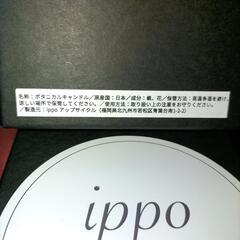 名称：ボタニカルキャンドル／原産国：日本／成分：蝋、花／保管方法：高温多湿を避け、
涼しい場所で保管してください。／使用方法：取り扱い上の注意をお守りください。
／製造元：ippo アップサイクル（福岡県北九州市若松区青葉台南1-2-2）
ippo